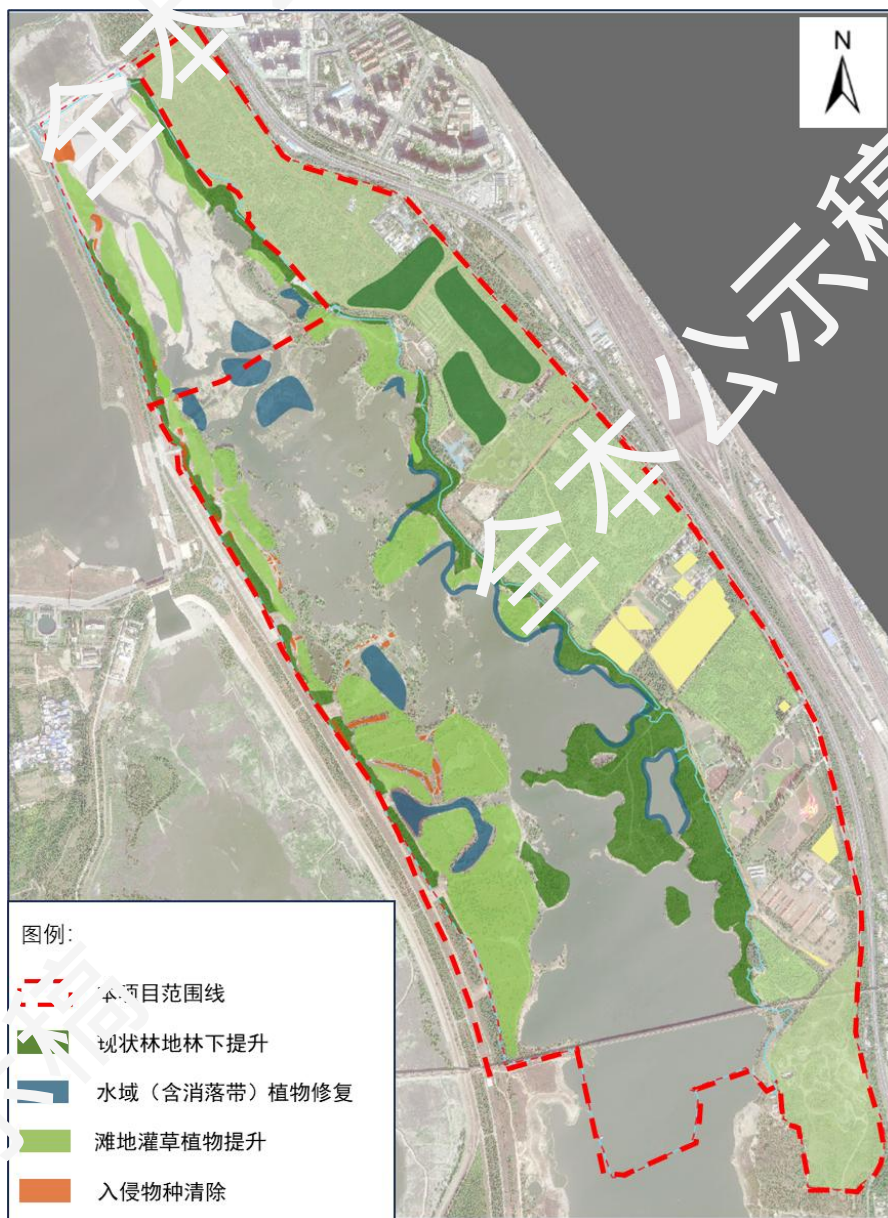 全本
N
全本公示稿
图例：
本项目范围线
现状林地林下提升
水域（含消落带）植物修复
滩地灌草植物提升
入侵物种清除
示稿